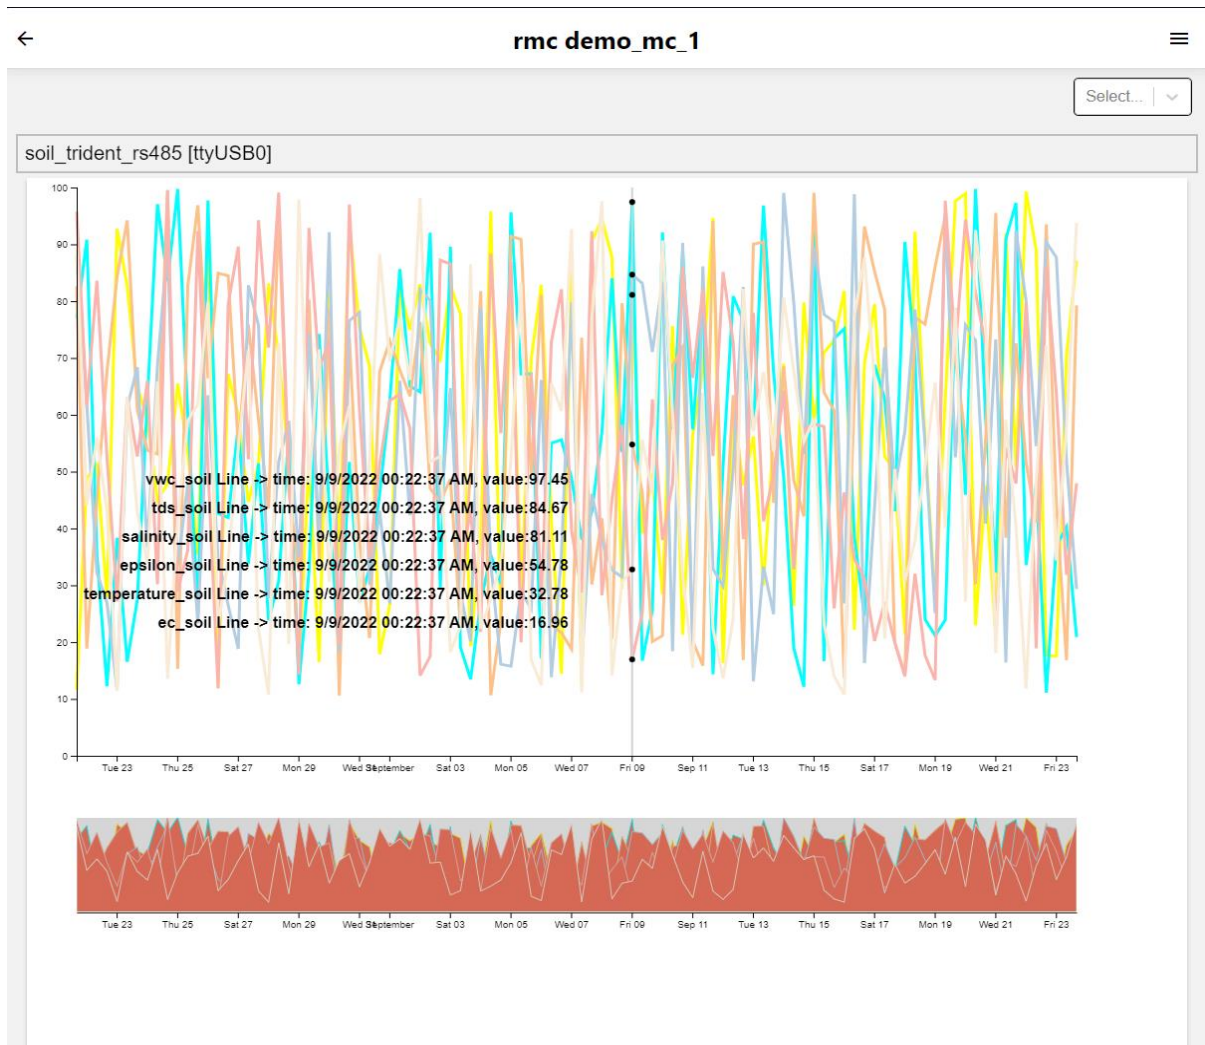 rmc demo_mc_1
Select...
soil_trident_rs485 [ttyUSB0]
100
90
80
70
60
50
40
30
20
10
0
vwc_soil Line -> time: 9/9/2022 00:22:37 AM, value:97.45
tds_soil Line -> time: 9/9/2022 00:22:37 AM, value:84.67
salinity_soil Line -> time: 9/9/2022 00:22:37 AM, value:81.11
epsilon_soil Line -> time: 9/9/2022 00:22:37 AM, value:54.78
temperature_soil Line -> time: 9/9/2022 00:22:37 AM, value:32.78
ec_soil Line -> time: 9/9/2022 00:22:37 AM, value:16.96
Tue 23 Thu 25 Sat 27 Mon 29 Wed 31 September Sat 03 Mon 05 Wed 07 Fri 09 Sep 11 Tue 13 Thu 15 Sat 17 Mon 19 Wed 21 Fri 23
Tue 23 Thu 25 Sat 27 Mon 29 Wed 31 September Sat 03 Mon 05 Wed 07 Fri 09 Sep 11 Tue 13 Thu 15 Sat 17 Mon 19 Wed 21 Fri 23